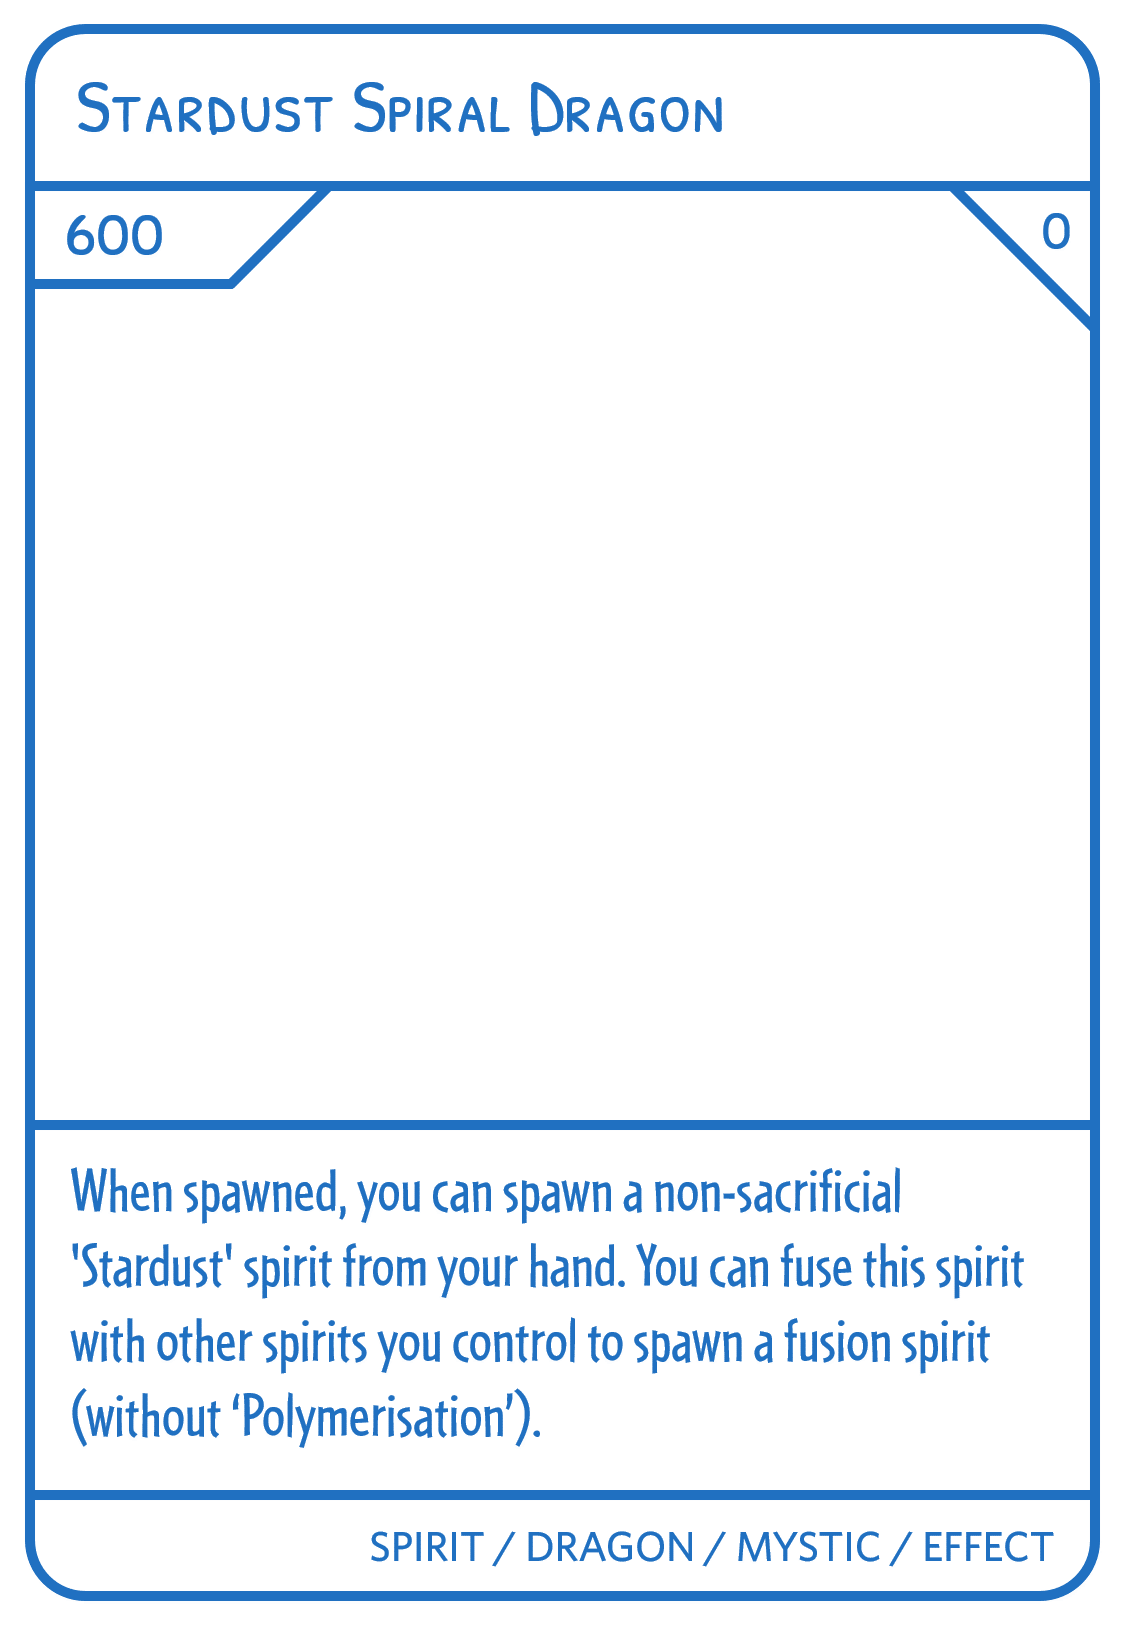 Stardust Spiral Dragon
600
0
When spawned, you can spawn a non-sacrificial
'Stardust' spirit from your hand. You can fuse this spirit
with other spirits you control to spawn a fusion spirit
(without ‘Polymerisation’).
SPIRIT / DRAGON / MYSTIC / EFFECT